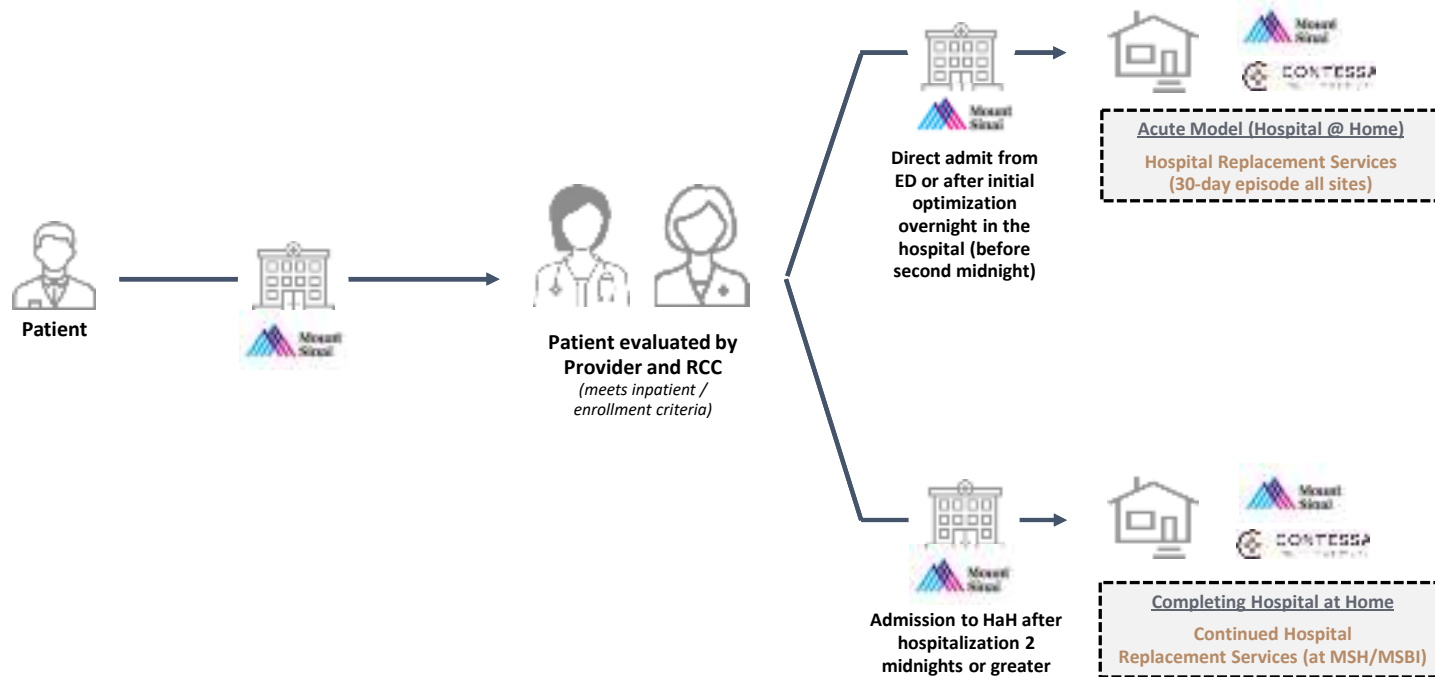 Patient
Mount
Sinai
Patient evaluated by
Provider and RCC
(meets inpatient /
enrollment criteria)
Mount
Sinai
Direct admit from
ED or after initial
optimization
overnight in the
hospital (before
second midnight)
Mount
Sinai
CONTESSA
Acute Model (Hospital @ Home)
Hospital Replacement Services
(30-day episode all sites)
Mount
Sinai
Admission to HaH after
hospitalization 2
midnights or greater
Mount
Sinai
CONTESSA
Completing Hospital at Home
Continued Hospital
Replacement Services (at MSH/MSBI)